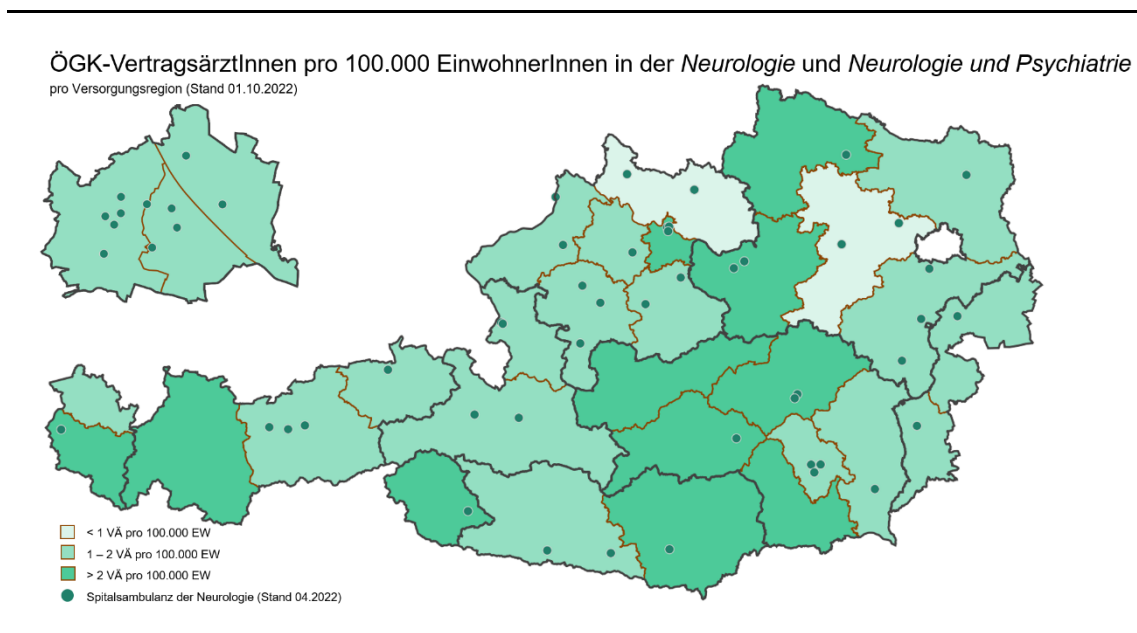 ÖGK-VertragsärztInnen pro 100.000 EinwohnerInnen in der Neurologie und Neurologie und Psychiatrie
pro Versorgungsregion (Stand 01.10.2022)
< 1 VÄ pro 100.000 EW
1 – 2 VÄ pro 100.000 EW
> 2 VÄ pro 100.000 EW
Spitalsambulanz der Neurologie (Stand 04.2022)